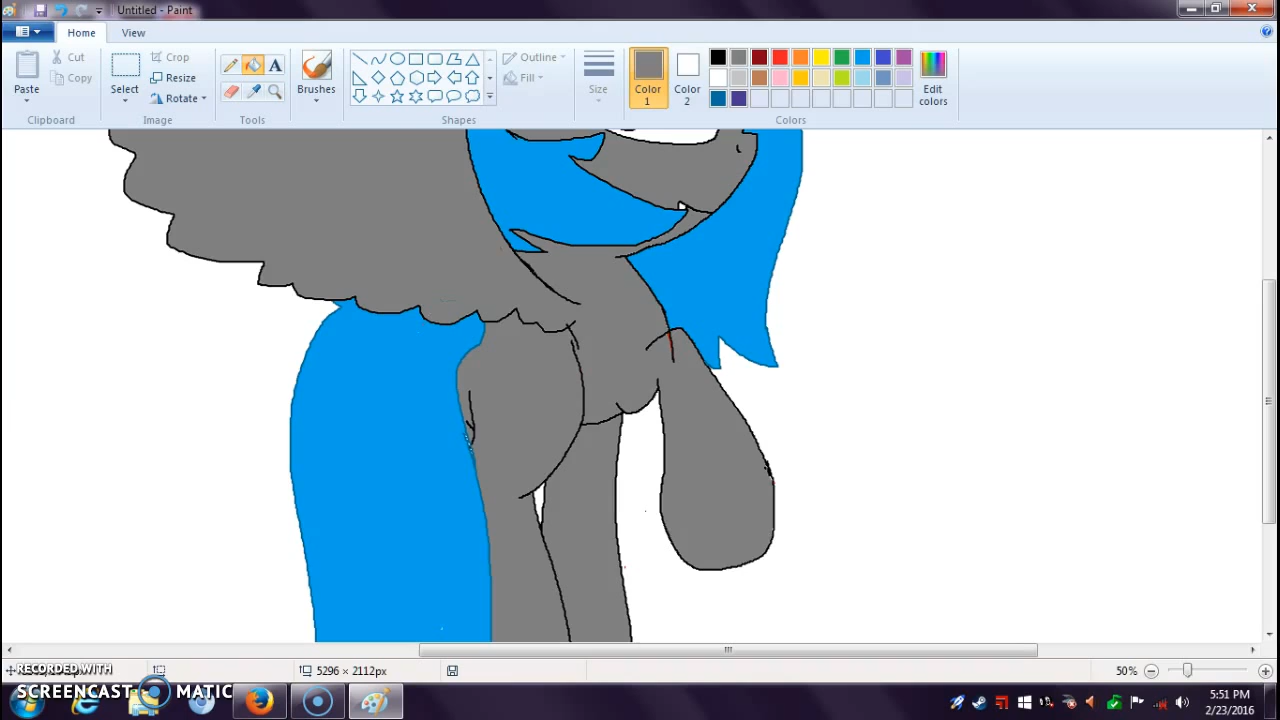 Untitled - Paint
Home View
Paste
Cut
Copy
Clipboard
Select
Crop
Resize
Rotate
Image
Tools
Brushes
Shapes
Outline
Fill
Size
Color 1
Color 2
Edit colors
Colors
5296 × 2112px
50%
RECORDED WITH
SCREENCAST MATIC
5:51 PM
2/23/2016